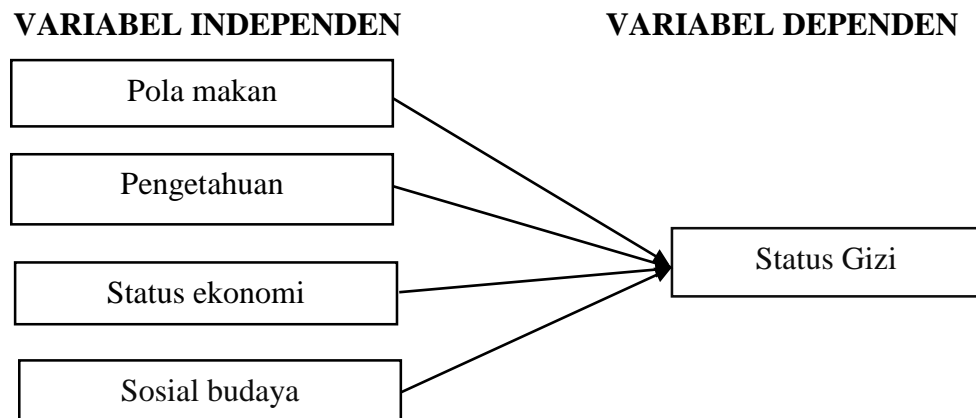 VARIABEL INDEPENDEN VARIABEL DEPENDEN
Pola makan
Pengetahuan
Status Gizi
Status ekonomi
Sosial budaya